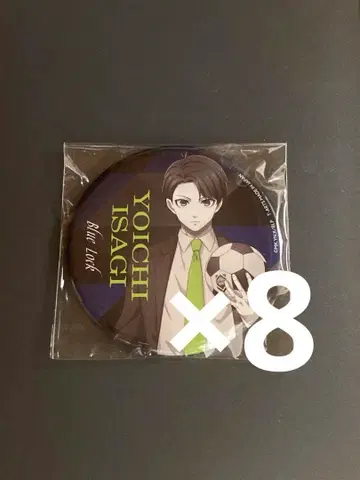 YOICHI
ISAGI
Blue Lock
×8